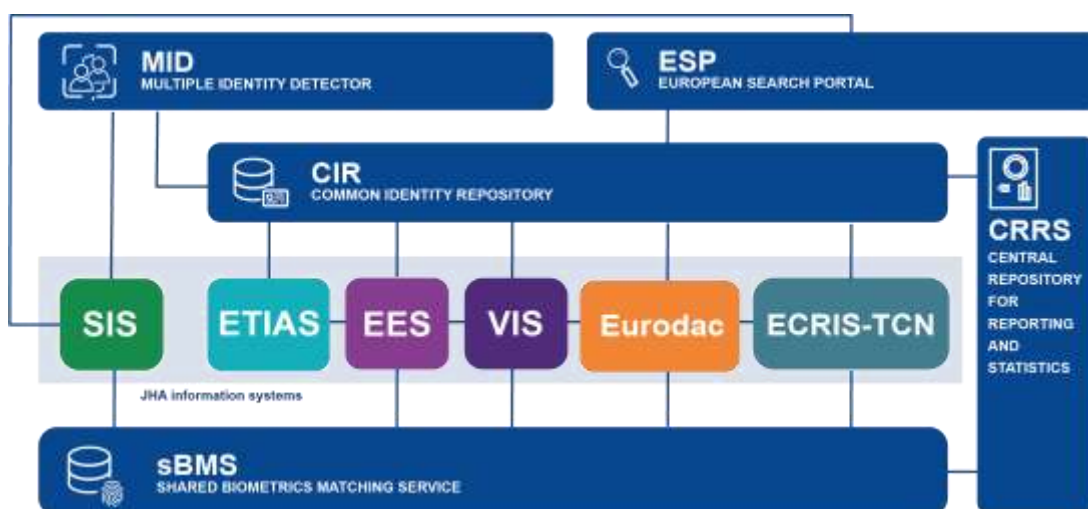 MID
MULTIPLE IDENTITY DETECTOR
ESP
EUROPEAN SEARCH PORTAL
CIR
COMMON IDENTITY REPOSITORY
CRRS
CENTRAL
REPOSITORY
FOR
REPORTING
AND
STATISTICS
SIS
ETIAS
EES
VIS
Eurodac
ECRIS-TCN
JHA information systems
sBMS
SHARED BIOMETRICS MATCHING SERVICE